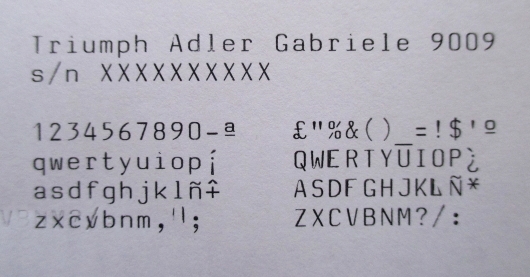 Triumph Adler Gabriele 9009
s/n XXXXXXXXXX
1234567890-ª £"%&()_=!$'º
qwertyuiop¡ QWERTYUIOP¿
asdfghjklñ+ ASDFGHJKLÑ*
zxcvbnm,'; ZXCVBNM?/: